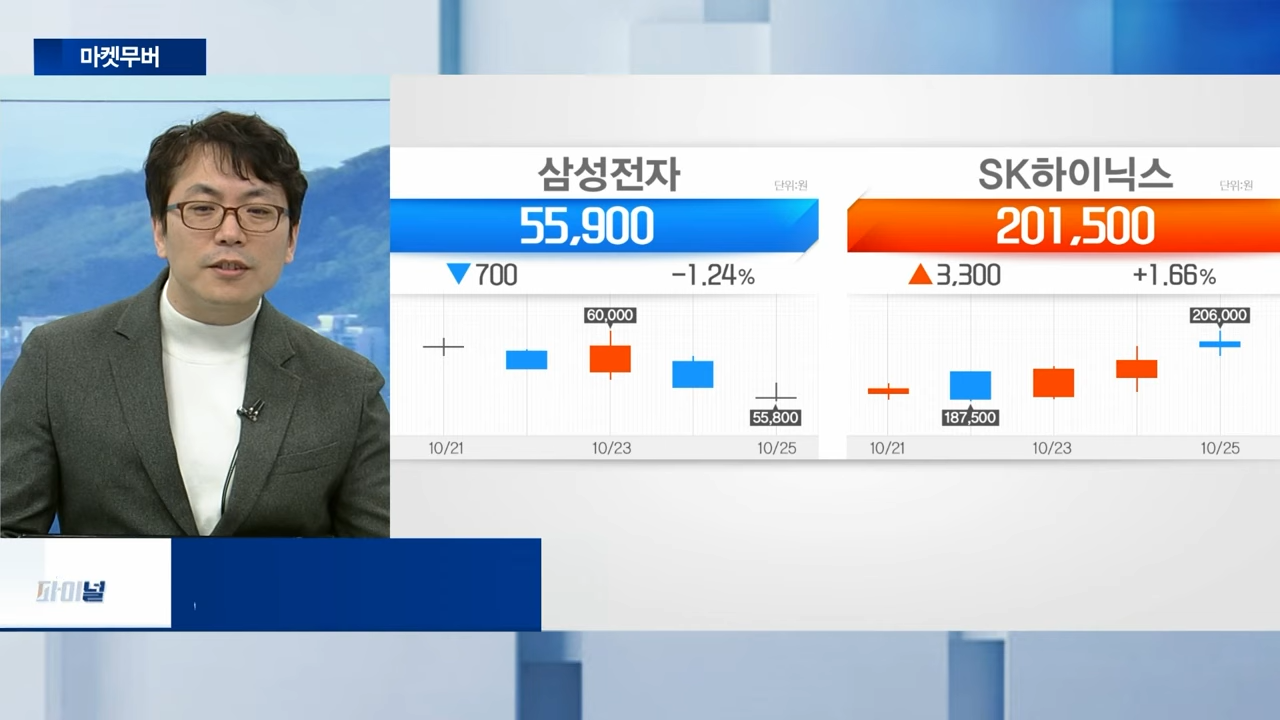 마켓무버
삼성전자
단위:원
55,900
▼700 -1.24%
60,000
55,800
10/21 10/23 10/25
SK하이닉스
단위:원
201,500
▲3,300 +1.66%
206,000
187,500
10/21 10/23 10/25
파이널